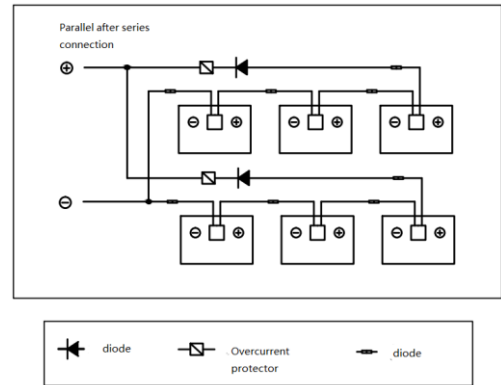 Parallel after series
connection
⊕
⊖ ⊕ ⊖ ⊕ ⊖ ⊕
⊖
⊖ ⊕ ⊖ ⊕ ⊖ ⊕
diode
Overcurrent
protector
.diode